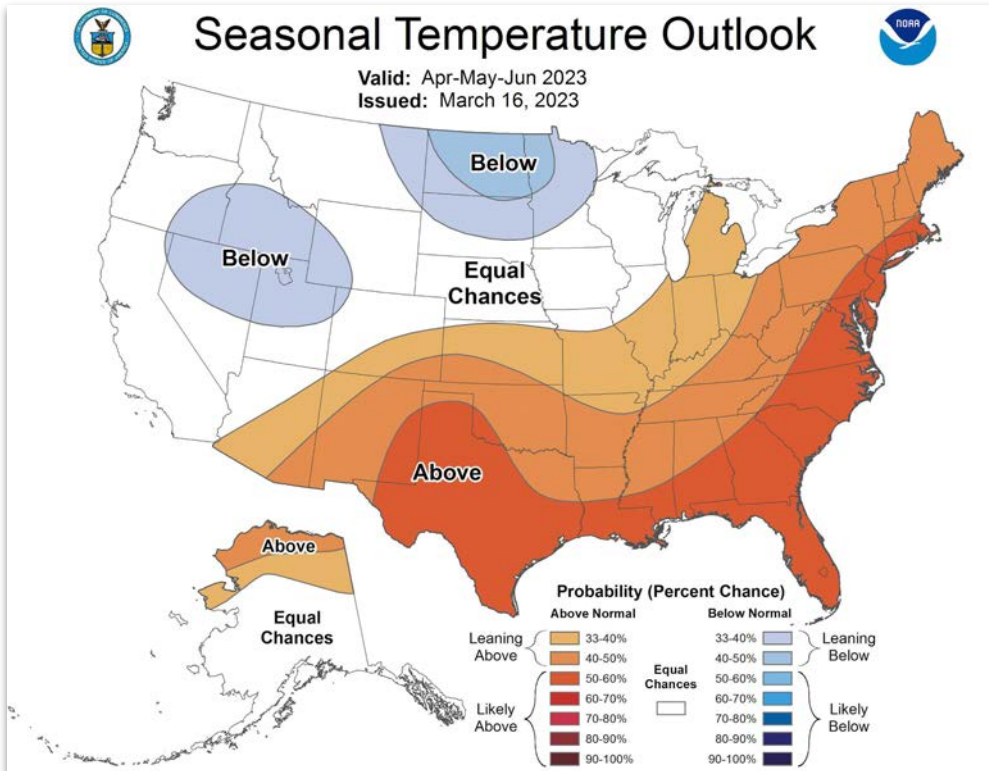 Seasonal Temperature Outlook
NOAA
Valid: Apr-May-Jun 2023
Issued: March 16, 2023
Below
Below
Equal
Chances
Above
Above
Equal
Chances
Probability (Percent Chance)
Above Normal
Below Normal
Leaning
Above
33-40%
40-50%
Likely
Above
50-60%
60-70%
70-80%
80-90%
90-100%
Equal
Chances
33-40%
40-50%
Leaning
Below
50-60%
60-70%
70-80%
80-90%
90-100%
Likely
Below